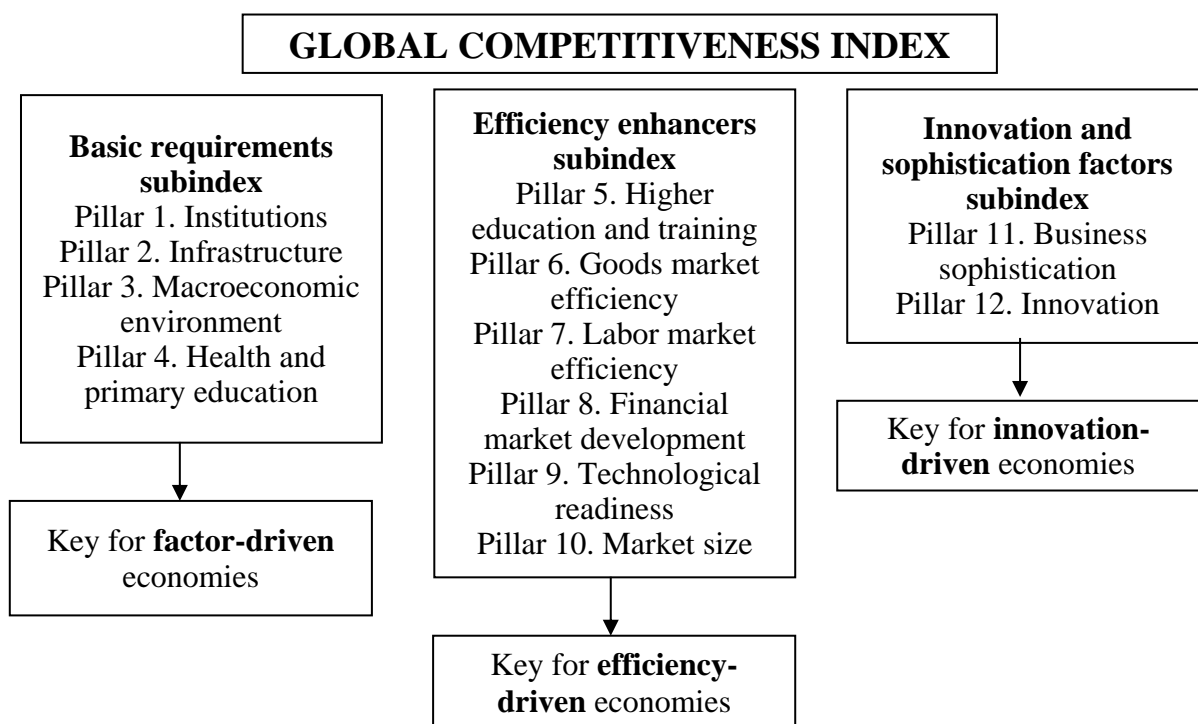 GLOBAL COMPETITIVENESS INDEX
Basic requirements
subindex
Pillar 1. Institutions
Pillar 2. Infrastructure
Pillar 3. Macroeconomic
environment
Pillar 4. Health and
primary education
Key for factor-driven
economies
Efficiency enhancers
subindex
Pillar 5. Higher
education and training
Pillar 6. Goods market
efficiency
Pillar 7. Labor market
efficiency
Pillar 8. Financial
market development
Pillar 9. Technological
readiness
Pillar 10. Market size
Key for efficiency-
driven economies
Innovation and
sophistication factors
subindex
Pillar 11. Business
sophistication
Pillar 12. Innovation
Key for innovation-
driven economies